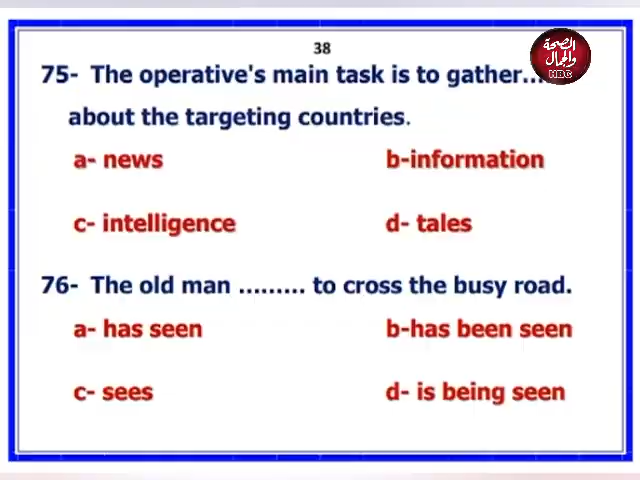 38
75- The operative's main task is to gather...
about the targeting countries.
a- news b-information
c- intelligence d- tales
76- The old man ......... to cross the busy road.
a- has seen b-has been seen
c- sees d- is being seen
الصحة
والجمال
HBG